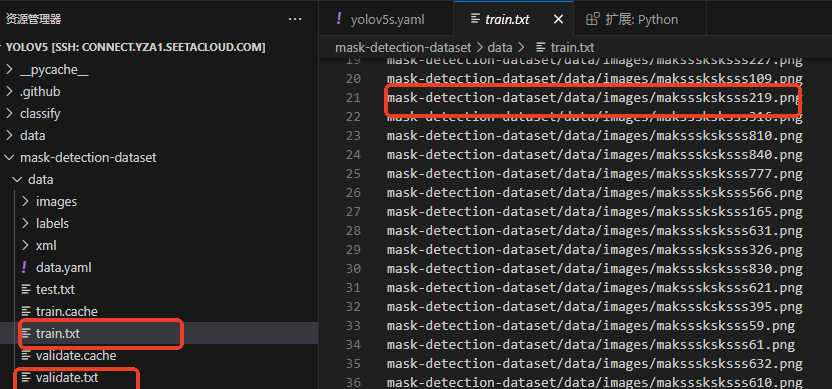 资源管理器
YOLOV5 [SSH: CONNECT.YZA1.SEETACLOUD.COM]
__pycache__
.github
classify
data
mask-detection-dataset
data
images
labels
xml
! data.yaml
test.txt
train.cache
train.txt
validate.cache
validate.txt
! yolov5s.yaml
train.txt
扩展: Python
mask-detection-dataset > data > train.txt
19 mask-detection-dataset/data/images/maksssksksss227.png
20 mask-detection-dataset/data/images/maksssksksss109.png
21 mask-detection-dataset/data/images/maksssksksss219.png
22 mask-detection-dataset/data/images/maksssksksss316.png
23 mask-detection-dataset/data/images/maksssksksss810.png
24 mask-detection-dataset/data/images/maksssksksss840.png
25 mask-detection-dataset/data/images/maksssksksss777.png
26 mask-detection-dataset/data/images/maksssksksss566.png
27 mask-detection-dataset/data/images/maksssksksss165.png
28 mask-detection-dataset/data/images/maksssksksss631.png
29 mask-detection-dataset/data/images/maksssksksss326.png
30 mask-detection-dataset/data/images/maksssksksss830.png
31 mask-detection-dataset/data/images/maksssksksss621.png
32 mask-detection-dataset/data/images/maksssksksss395.png
33 mask-detection-dataset/data/images/maksssksksss59.png
34 mask-detection-dataset/data/images/maksssksksss61.png
35 mask-detection-dataset/data/images/maksssksksss632.png
36 mask-detection-dataset/data/images/maksssksksss610.png